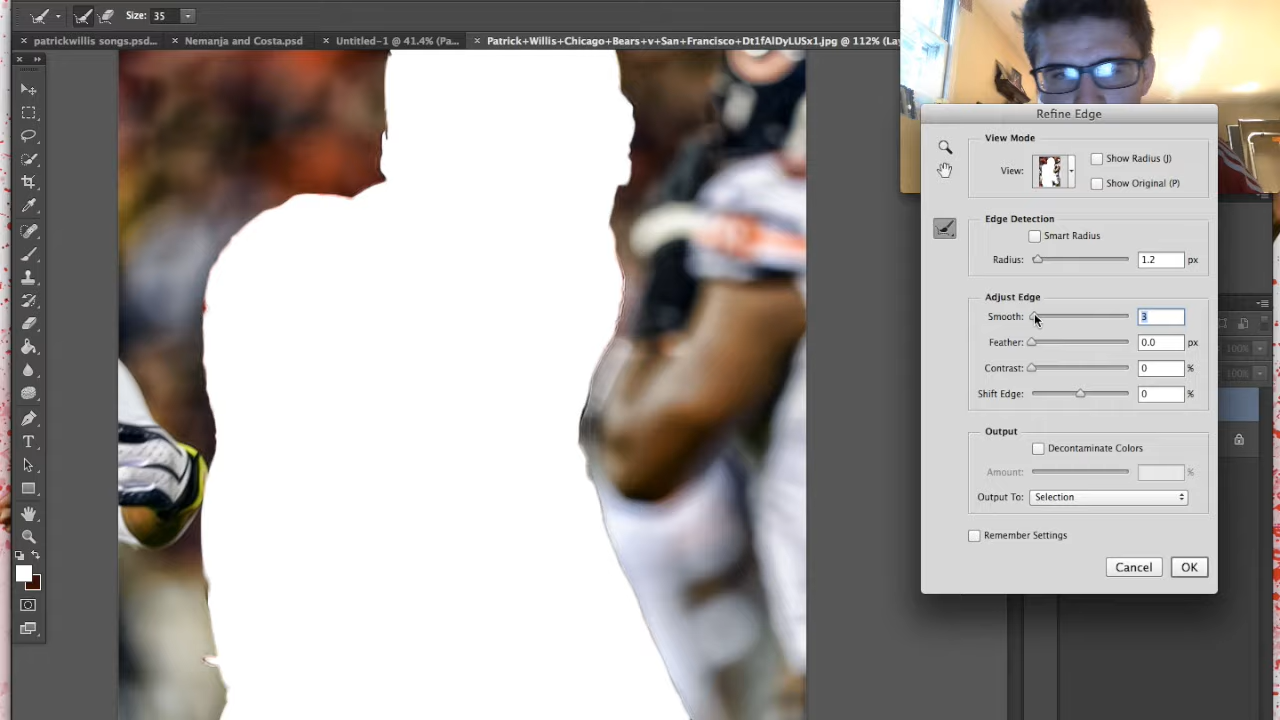 Size: 35
patrickwillis songs.psd...
Nemanja and Costa.psd
Untitled-1 @ 41.4% (Pa...
Patrick+Willis+Chicago+Bears+v+San+Francisco+Dt1fAlDyLUSx1.jpg @ 112% (La
Refine Edge
View Mode
View:
Show Radius (J)
Show Original (P)
Edge Detection
Smart Radius
Radius: 1.2 px
Adjust Edge
Smooth: 3
Feather: 0.0 px
Contrast: 0 %
Shift Edge: 0 %
Output
Decontaminate Colors
Amount: %
Output To: Selection
Remember Settings
Cancel OK
100%
100%